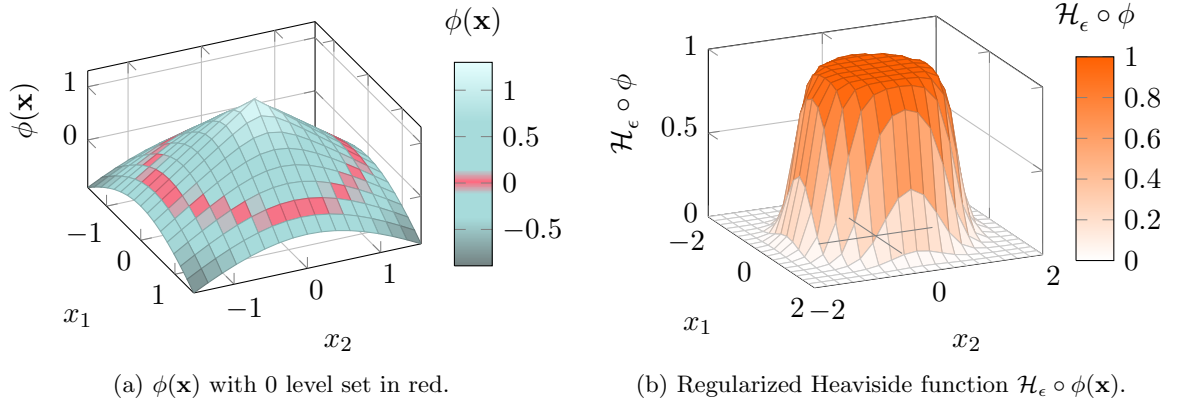 ϕ(x)
1
0
ϕ(x)
−1
0
1
x₁
−1
0
1
x₂
1
0.5
0
−0.5
(a) ϕ(x) with 0 level set in red.
ℋϵ ∘ ϕ
1
0.5
0
ℋϵ ∘ ϕ
−2
0
2
x₁
−2
0
2
x₂
1
0.8
0.6
0.4
0.2
0
(b) Regularized Heaviside function ℋϵ ∘ ϕ(x).